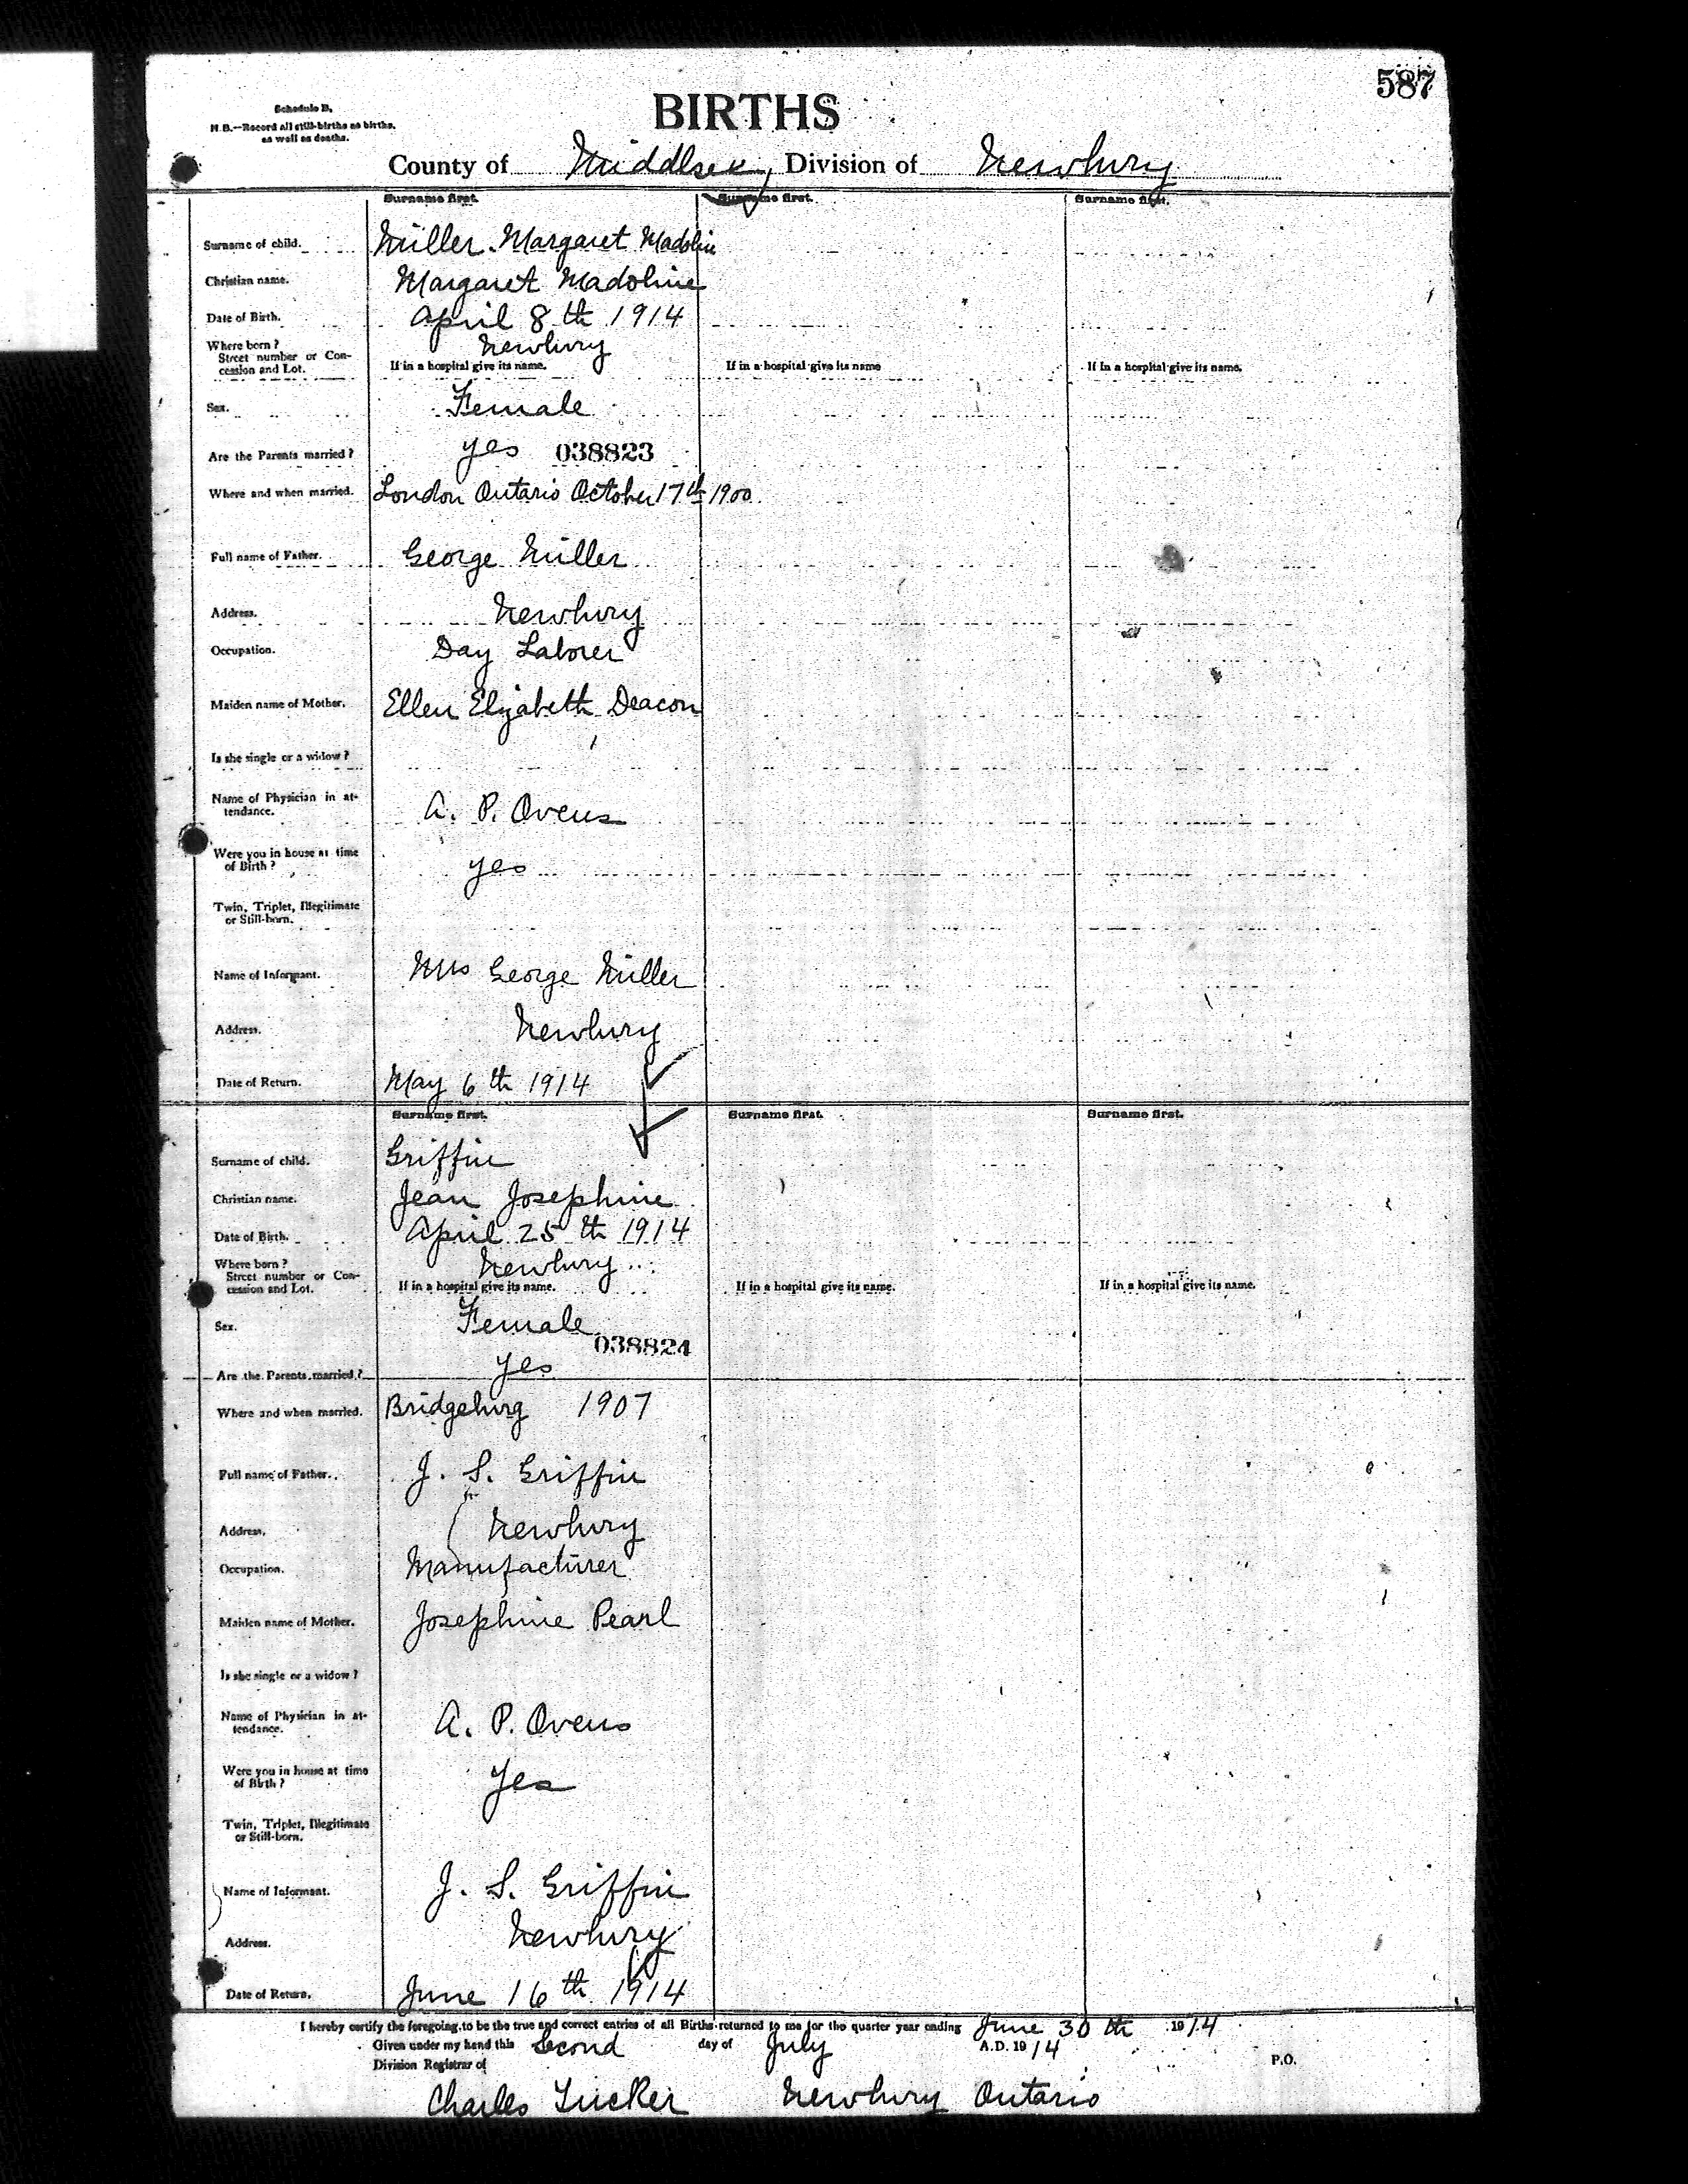 587
Schedule B.
N.B.—Record all still-births as births,
as well as deaths.
BIRTHS
County of Middlsex, Division of Newbury
Surname first. Surname first. Surname first.
Surname of child. Miller. Margaret Madoline
Christian name. Margaret Madoline
Date of Birth. April 8th 1914
Where born? Newbury
Street number or Con-
cession and Lot. If in a hospital give its name. If in a hospital give its name If in a hospital give its name.
Sex. Female
Are the Parents married? yes 038823
Where and when married. London Ontario October 17th 1900
Full name of Father. George Miller
Address. Newbury
Occupation. Day Laborer
Maiden name of Mother. Ellen Elizabeth Deacon
Is she single or a widow?
Name of Physician in at-
tendance. A. P. Ovens
Were you in house at time
of Birth? yes
Twin, Triplet, Illegitimate
or Still-born.
Name of Informant. Mrs George Miller
Address. Newbury
Date of Return. May 6th 1914
Surname first. Surname first. Surname first.
Surname of child. Griffin
Christian name. Jean Josephine
Date of Birth. April 25th 1914
Where born? Newbury
Street number or Con-
cession and Lot. If in a hospital give its name. If in a hospital give its name. If in a hospital give its name.
Sex. Female
038824
Are the Parents married? yes
Where and when married. Bridgeburg 1907
Full name of Father. J. S. Griffin
Address. Newbury
Occupation. Manufacturer
Maiden name of Mother. Josephine Pearl
Is she single or a widow?
Name of Physician in at-
tendance. A. P. Ovens
Were you in house at time
of Birth? Yes
Twin, Triplet, Illegitimate
or Still-born.
Name of Informant. J. S. Griffin
Address. Newbury
Date of Return. June 16th 1914
I hereby certify the foregoing to be the true and correct entries of all Births returned to me for the quarter year ending June 30th 1914
Given under my hand this Second day of July A.D. 1914
Division Registrar of P.O.
Charles Tucker Newbury Ontario